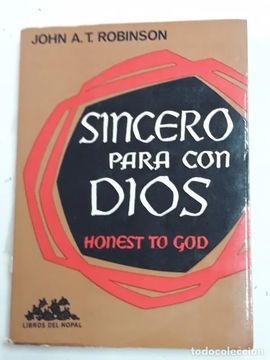 JOHN A.T. ROBINSON
SINCERO
PARA CON
DIOS
HONEST TO GOD
LIBROS DEL NOPAL
todocoleccion